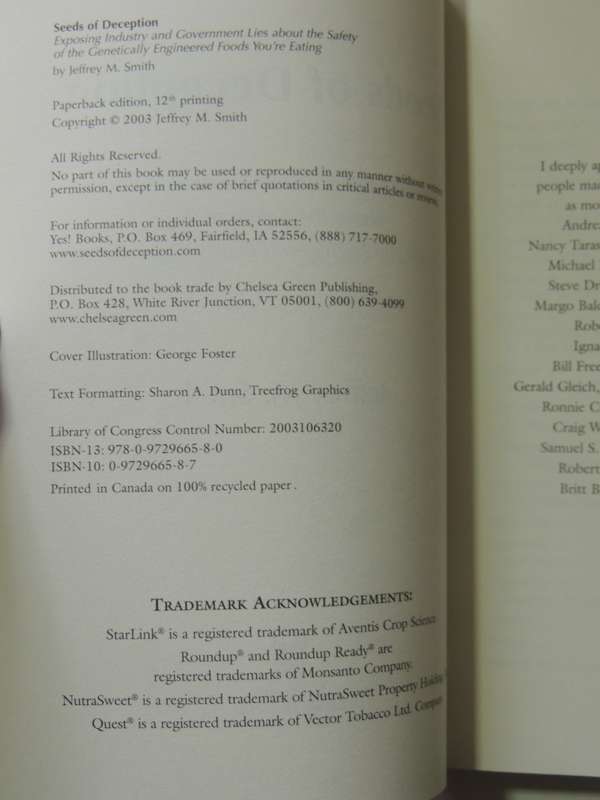 Seeds of Deception
Exposing Industry and Government Lies about the Safety
of the Genetically Engineered Foods You're Eating
by Jeffrey M. Smith
Paperback edition, 12th printing
Copyright © 2003 Jeffrey M. Smith
All Rights Reserved.
No part of this book may be used or reproduced in any manner without
permission, except in the case of brief quotations in critical articles or
For information or individual orders, contact:
Yes! Books, P.O. Box 469, Fairfield, IA 52556, (888) 717-7000
www.seedsofdeception.com
Distributed to the book trade by Chelsea Green Publishing,
P.O. Box 428, White River Junction, VT 05001, (800) 639-4099
www.chelseagreen.com
Cover Illustration: George Foster
Text Formatting: Sharon A. Dunn, Treefrog Graphics
Library of Congress Control Number: 2003106320
ISBN-13: 978-0-9729665-8-0
ISBN-10: 0-9729665-8-7
Printed in Canada on 100% recycled paper.
TRADEMARK ACKNOWLEDGEMENTS:
StarLink® is a registered trademark of Aventis Crop Science
Roundup® and Roundup Ready® are
registered trademarks of Monsanto Company.
NutraSweet® is a registered trademark of NutraSweet Property Holding
Quest® is a registered trademark of Vector Tobacco Ltd. Company
I deeply
people
as
Nancy
Michael
Steve
Margo
Bill
Gerald Gleich,
Ronnie
Craig
Samuel S.
Robert
Britt